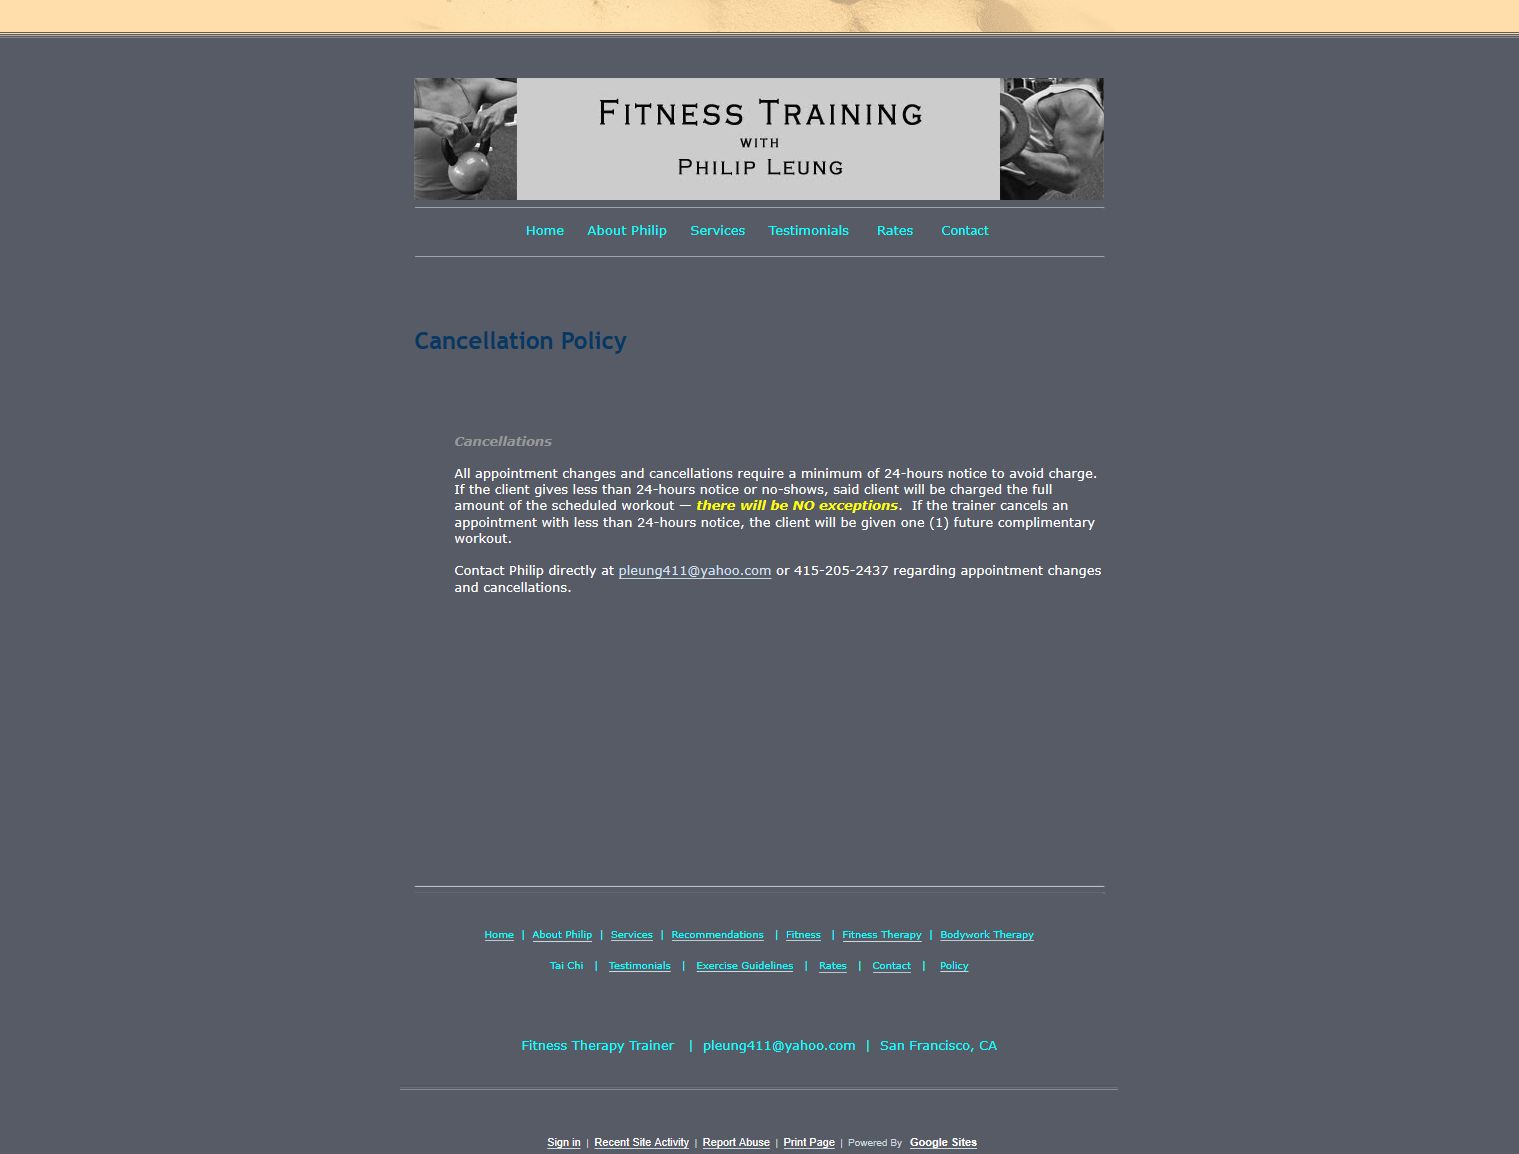 FITNESS TRAINING
WITH
PHILIP LEUNG
Home About Philip Services Testimonials Rates Contact
Cancellation Policy
Cancellations
All appointment changes and cancellations require a minimum of 24-hours notice to avoid charge.
If the client gives less than 24-hours notice or no-shows, said client will be charged the full
amount of the scheduled workout — there will be NO exceptions.  If the trainer cancels an
appointment with less than 24-hours notice, the client will be given one (1) future complimentary
workout.
Contact Philip directly at pleung411@yahoo.com or 415-205-2437 regarding appointment changes
and cancellations.
Home | About Philip | Services | Recommendations | Fitness | Fitness Therapy | Bodywork Therapy
Tai Chi | Testimonials | Exercise Guidelines | Rates | Contact | Policy
Fitness Therapy Trainer | pleung411@yahoo.com | San Francisco, CA
Sign in | Recent Site Activity | Report Abuse | Print Page | Powered By Google Sites